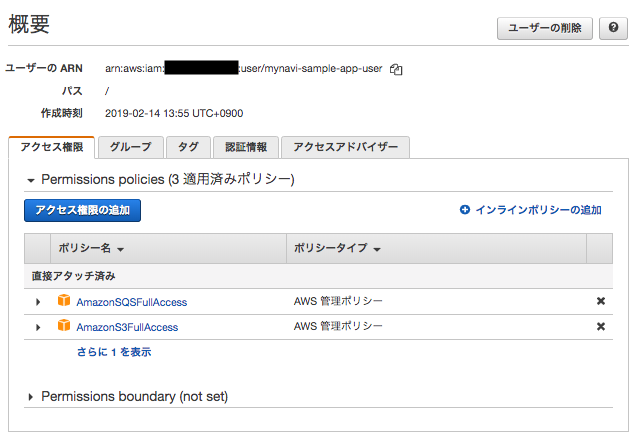 概要
ユーザーの削除
ユーザーの ARN arn:aws:iam: :user/mynavi-sample-app-user
パス /
作成時刻 2019-02-14 13:55 UTC+0900
アクセス権限 グループ タグ 認証情報 アクセスアドバイザー
Permissions policies (3 適用済みポリシー)
アクセス権限の追加 インラインポリシーの追加
ポリシー名 ポリシータイプ
直接アタッチ済み
AmazonSQSFullAccess AWS 管理ポリシー
AmazonS3FullAccess AWS 管理ポリシー
さらに 1 を表示
Permissions boundary (not set)